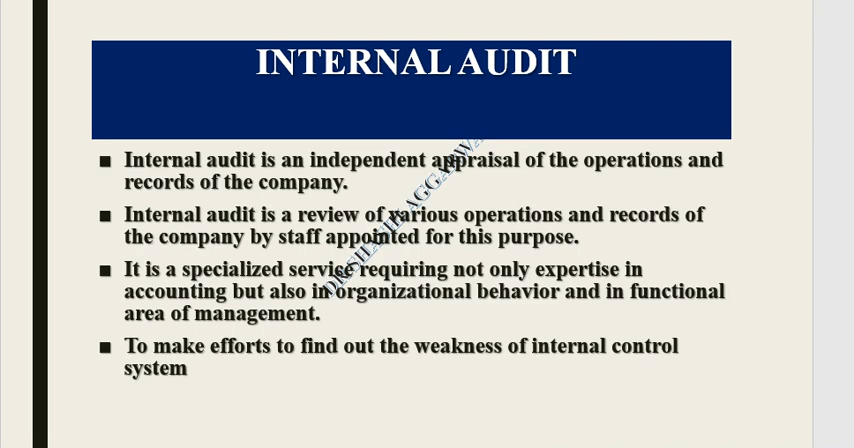 INTERNAL AUDIT
■ Internal audit is an independent appraisal of the operations and
records of the company.
■ Internal audit is a review of various operations and records of
the company by staff appointed for this purpose.
■ It is a specialized service requiring not only expertise in
accounting but also in organizational behavior and in functional
area of management.
■ To make efforts to find out the weakness of internal control
system